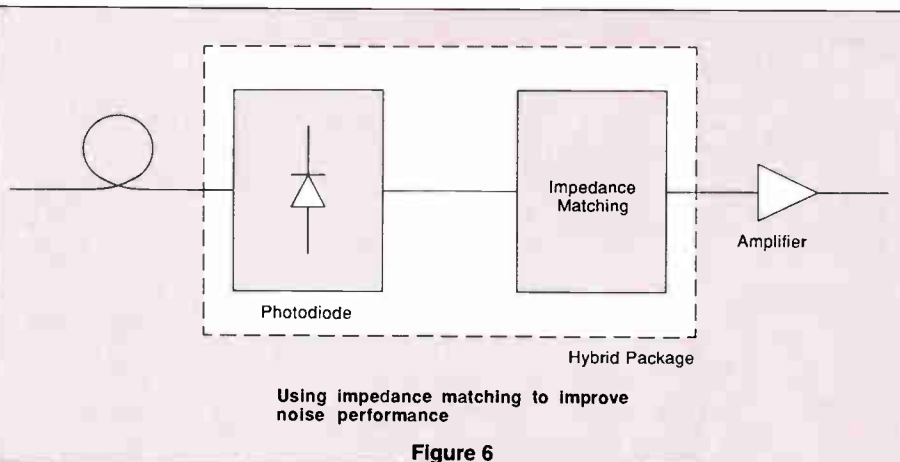 Impedance
Matching
Amplifier
Photodiode
Hybrid Package
Using impedance matching to improve
noise performance
Figure 6